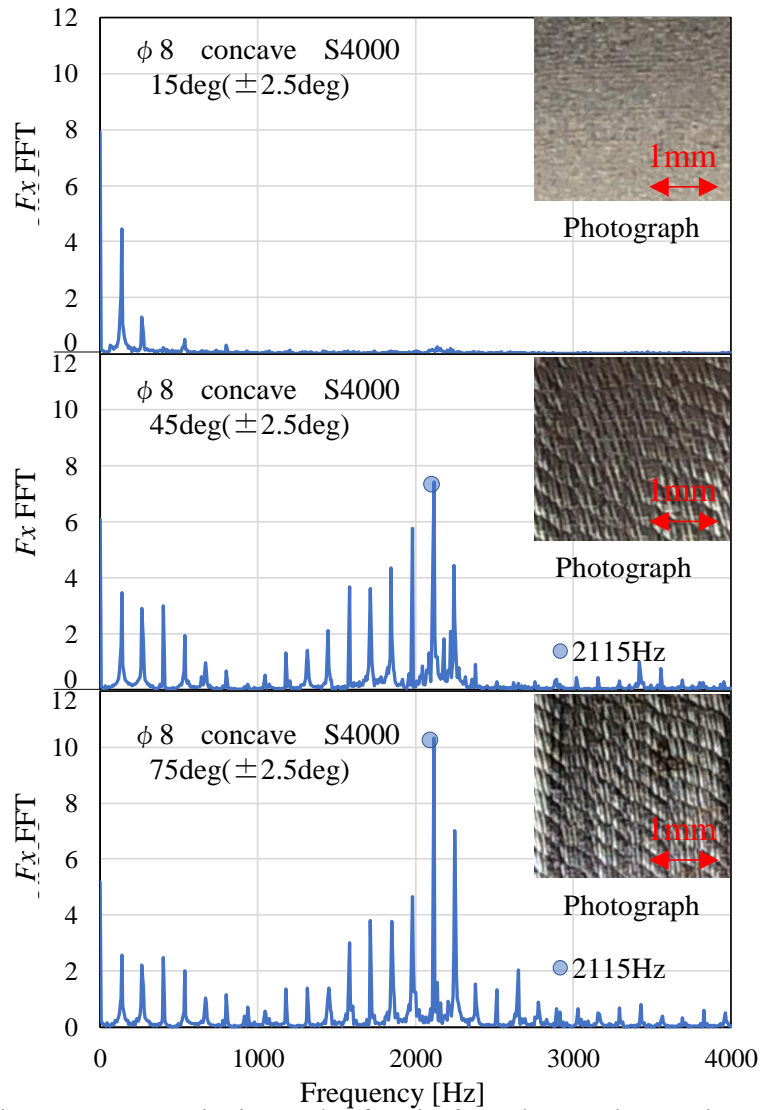 12
10
8
6
4
2
0
Fx FFT
φ8 concave S4000
15deg(±2.5deg)
1mm
Photograph
12
10
8
6
4
2
0
Fx FFT
φ8 concave S4000
45deg(±2.5deg)
1mm
Photograph
2115Hz
12
10
8
6
4
2
0
Fx FFT
φ8 concave S4000
75deg(±2.5deg)
1mm
Photograph
2115Hz
0 1000 2000 3000 4000
Frequency [Hz]